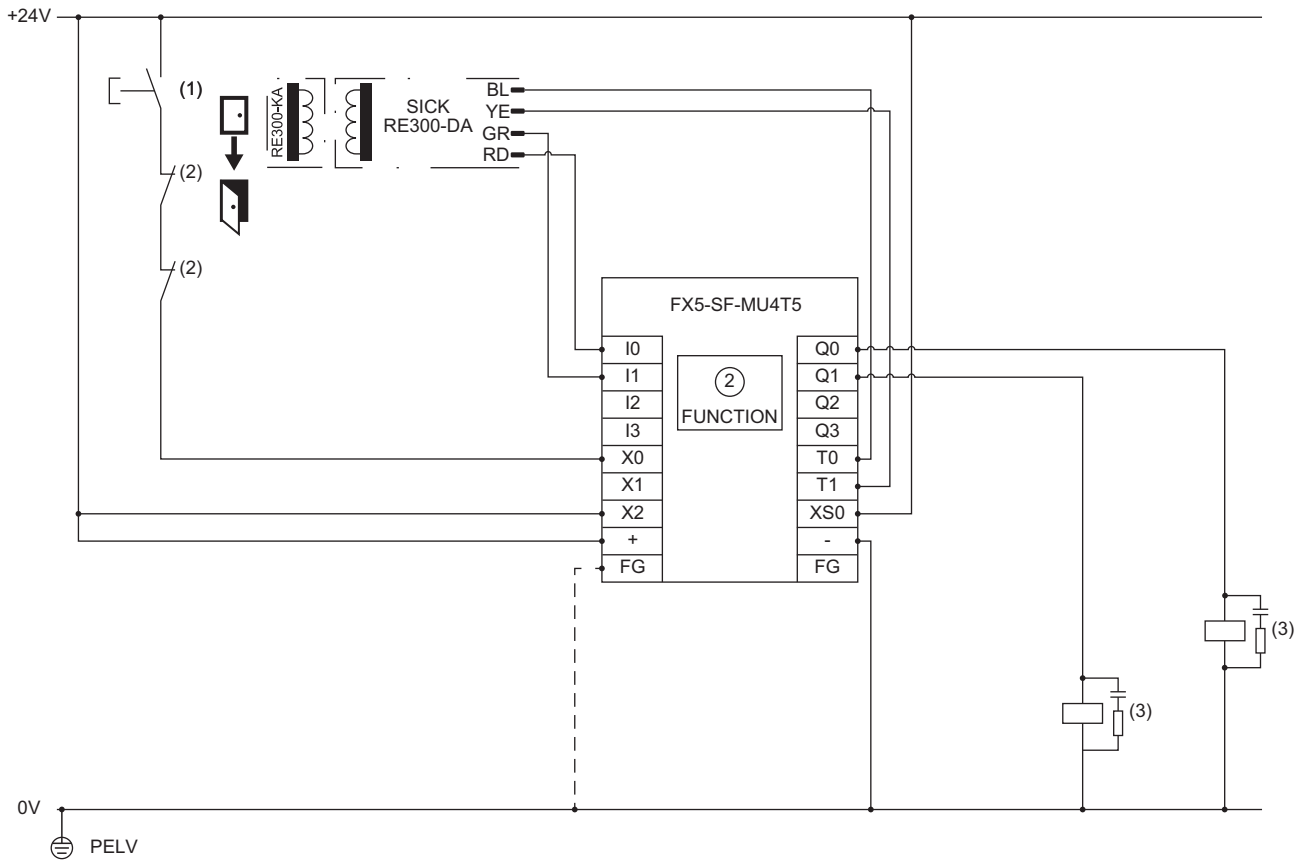 +24V
(1)
RE300-KA
SICK
RE300-DA
BL
YE
GR
RD
(2)
(2)
FX5-SF-MU4T5
I0
I1
I2
I3
X0
X1
X2
+
FG
2
FUNCTION
Q0
Q1
Q2
Q3
T0
T1
XS0
-
FG
(3)
(3)
0V
PELV